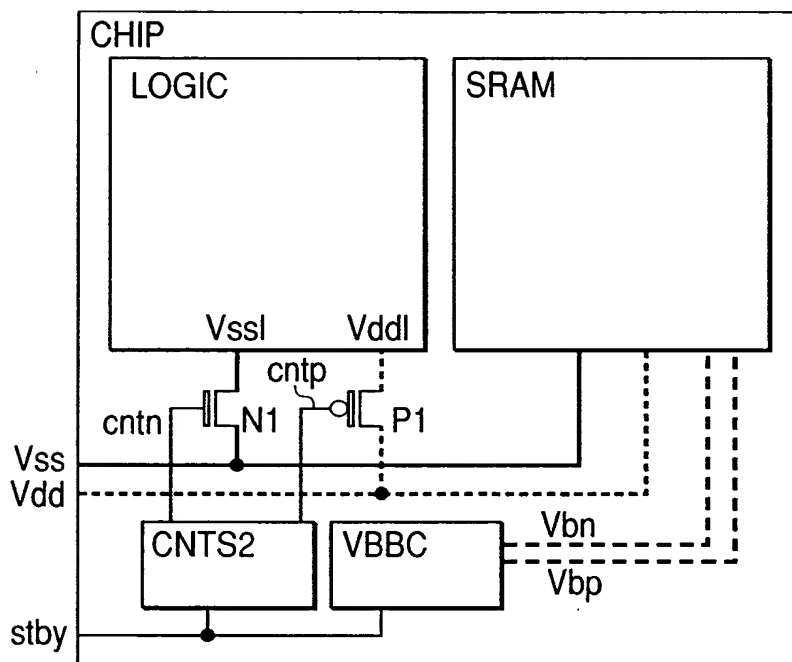 CHIP
LOGIC
SRAM
Vssl
Vddl
cntp
cntn
N1
P1
Vss
Vdd
CNTS2
VBBC
Vbn
Vbp
stby